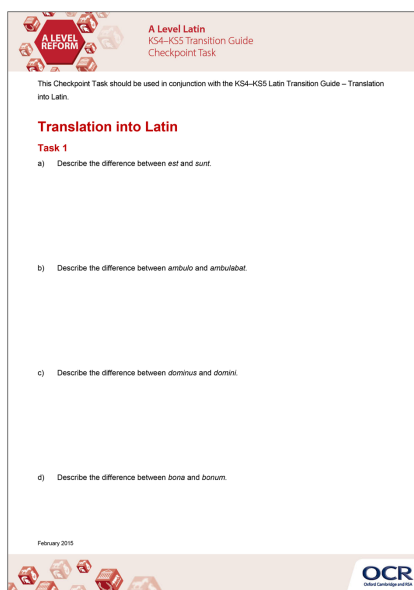 A LEVEL
REFORM
A Level Latin
KS4–KS5 Transition Guide
Checkpoint Task
This Checkpoint Task should be used in conjunction with the KS4–KS5 Latin Transition Guide – Translation
into Latin.
Translation into Latin
Task 1
a) Describe the difference between est and sunt.
b) Describe the difference between ambulo and ambulabat.
c) Describe the difference between dominus and domini.
d) Describe the difference between bona and bonum.
February 2015
OCR
Oxford Cambridge and RSA